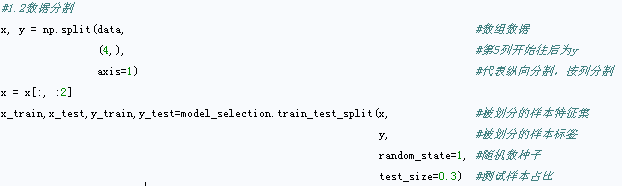 #1.2数据分割
x, y = np.split(data, #数组数据
(4,), #第5列开始往后为y
axis=1) #代表纵向分割，按列分割
x = x[:, :2]
x_train,x_test,y_train,y_test=model_selection.train_test_split(x, #被划分的样本特征集
y, #被划分的样本标签
random_state=1, #随机数种子
test_size=0.3) #测试样本占比